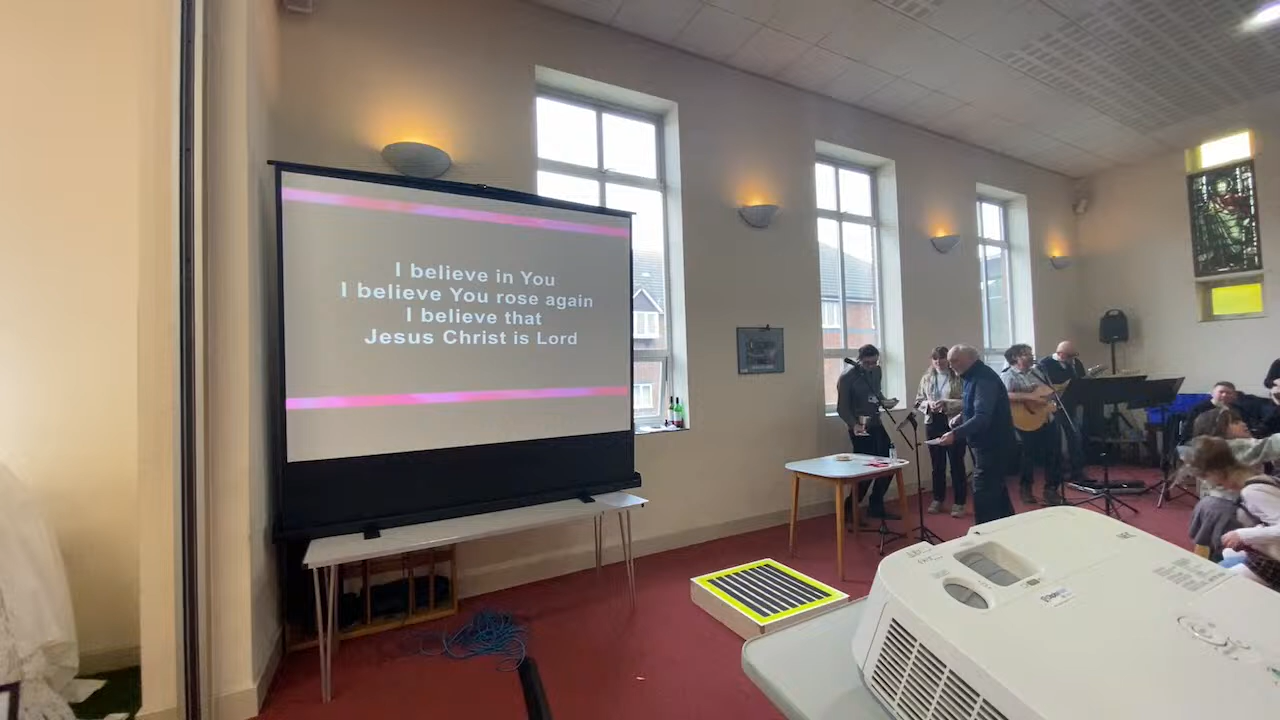 I believe in You
I believe You rose again
I believe that
Jesus Christ is Lord